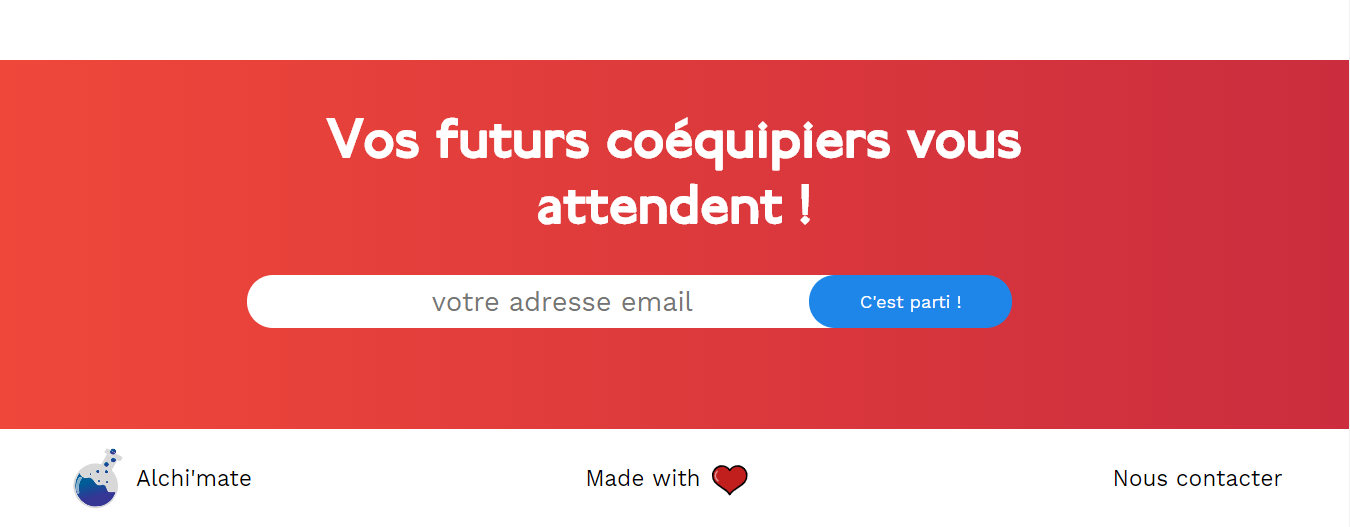 Vos futurs coéquipiers vous
attendent !
votre adresse email
C'est parti !
Alchi'mate
Made with
Nous contacter